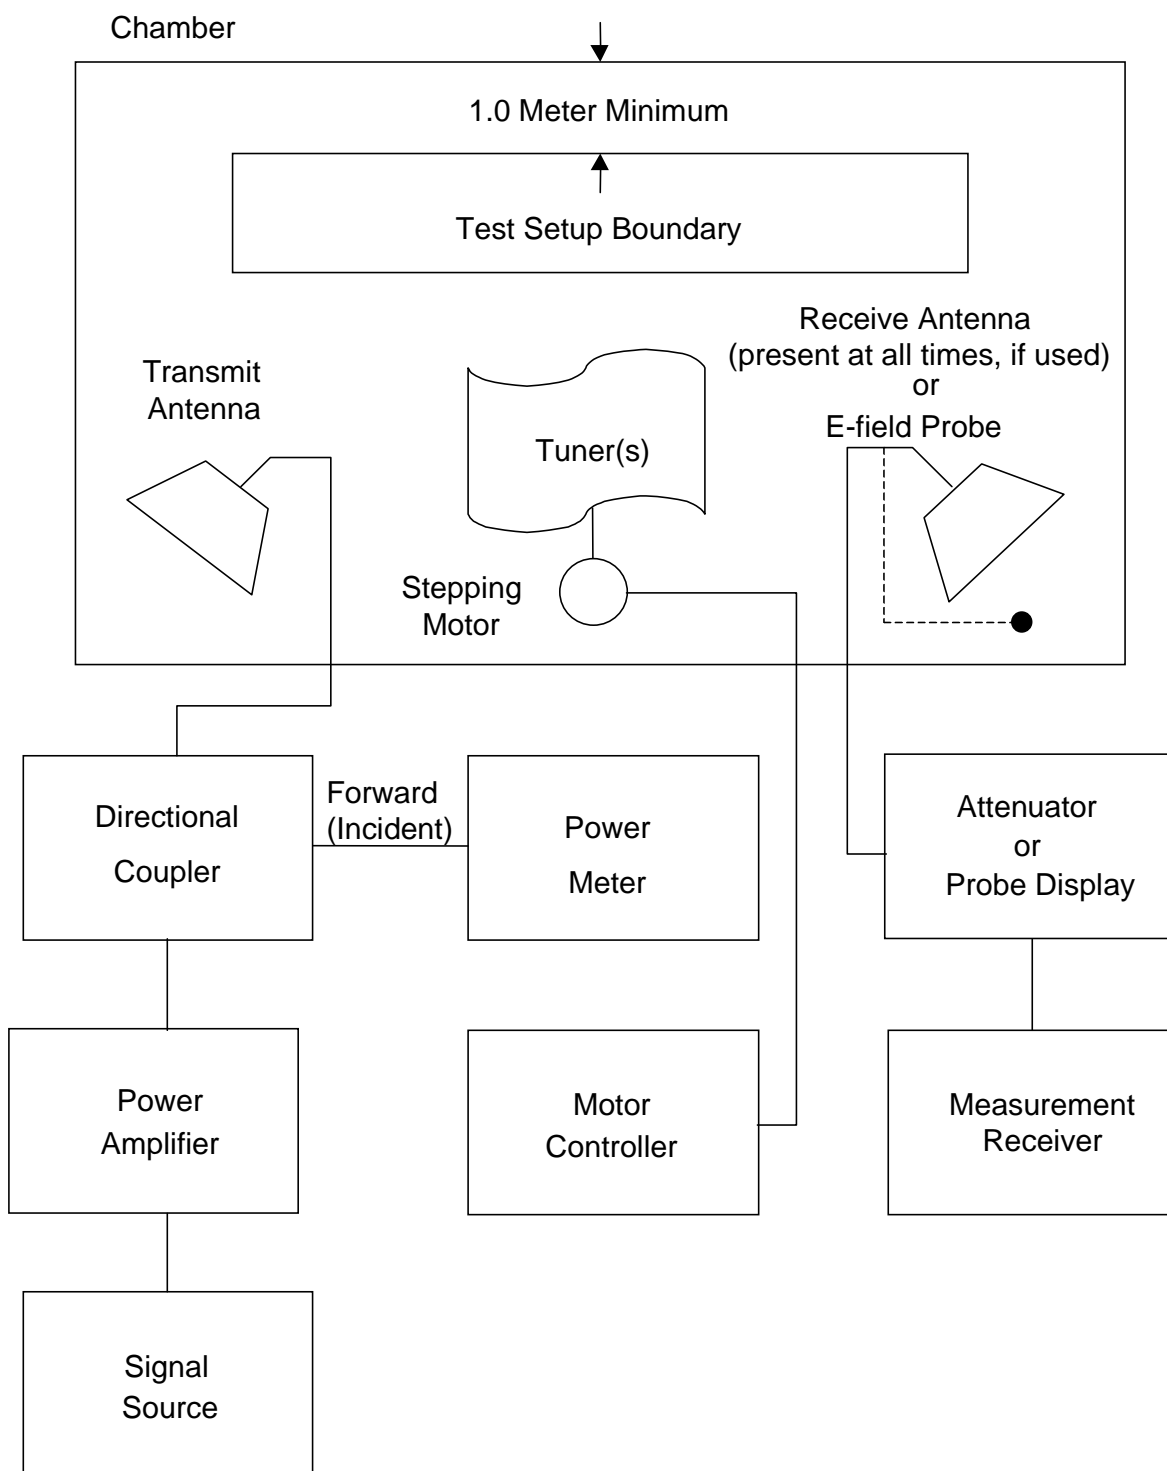 Chamber
1.0 Meter Minimum
Test Setup Boundary
Receive Antenna
(present at all times, if used)
or
E-field Probe
Transmit
Antenna
Tuner(s)
Stepping
Motor
Directional
Coupler
Forward
(Incident)
Power
Meter
Attenuator
or
Probe Display
Power
Amplifier
Motor
Controller
Measurement
Receiver
Signal
Source